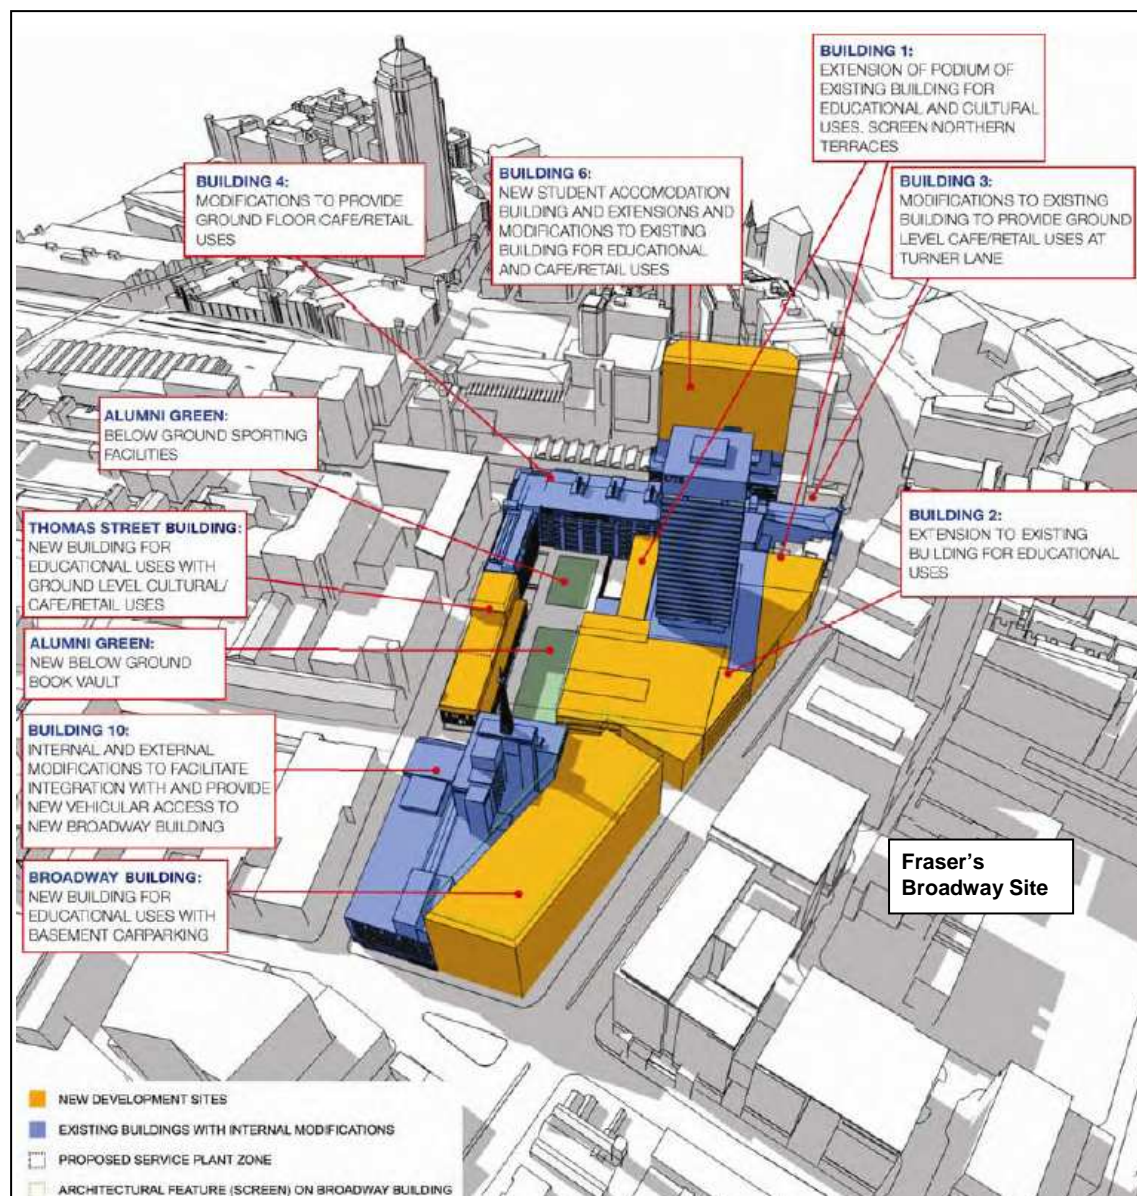 BUILDING 1:
EXTENSION OF PODIUM OF
EXISTING BUILDING FOR
EDUCATIONAL AND CULTURAL
USES. SCREEN NORTHERN
TERRACES
BUILDING 4:
MODIFICATIONS TO PROVIDE
GROUND FLOOR CAFE/RETAIL
USES
BUILDING 6:
NEW STUDENT ACCOMODATION
BUILDING AND EXTENSIONS AND
MODIFICATIONS TO EXISTING
BUILDING FOR EDUCATIONAL
AND CAFE/RETAIL USES
BUILDING 3:
MODIFICATIONS TO EXISTING
BUILDING TO PROVIDE GROUND
LEVEL CAFE/RETAIL USES AT
TURNER LANE
ALUMNI GREEN:
BELOW GROUND SPORTING
FACILITIES
THOMAS STREET BUILDING:
NEW BUILDING FOR
EDUCATIONAL USES WITH
GROUND LEVEL CULTURAL/
CAFE/RETAIL USES
BUILDING 2:
EXTENSION TO EXISTING
BUILDING FOR EDUCATIONAL
USES
ALUMNI GREEN:
NEW BELOW GROUND
BOOK VAULT
BUILDING 10:
INTERNAL AND EXTERNAL
MODIFICATIONS TO FACILITATE
INTEGRATION WITH AND PROVIDE
NEW VEHICULAR ACCESS TO
NEW BROADWAY BUILDING
BROADWAY BUILDING:
NEW BUILDING FOR
EDUCATIONAL USES WITH
BASEMENT CARPARKING
Fraser's
Broadway Site
UTS
NEW DEVELOPMENT SITES
EXISTING BUILDINGS WITH INTERNAL MODIFICATIONS
PROPOSED SERVICE PLANT ZONE
ARCHITECTURAL FEATURE (SCREEN) ON BROADWAY BUILDING